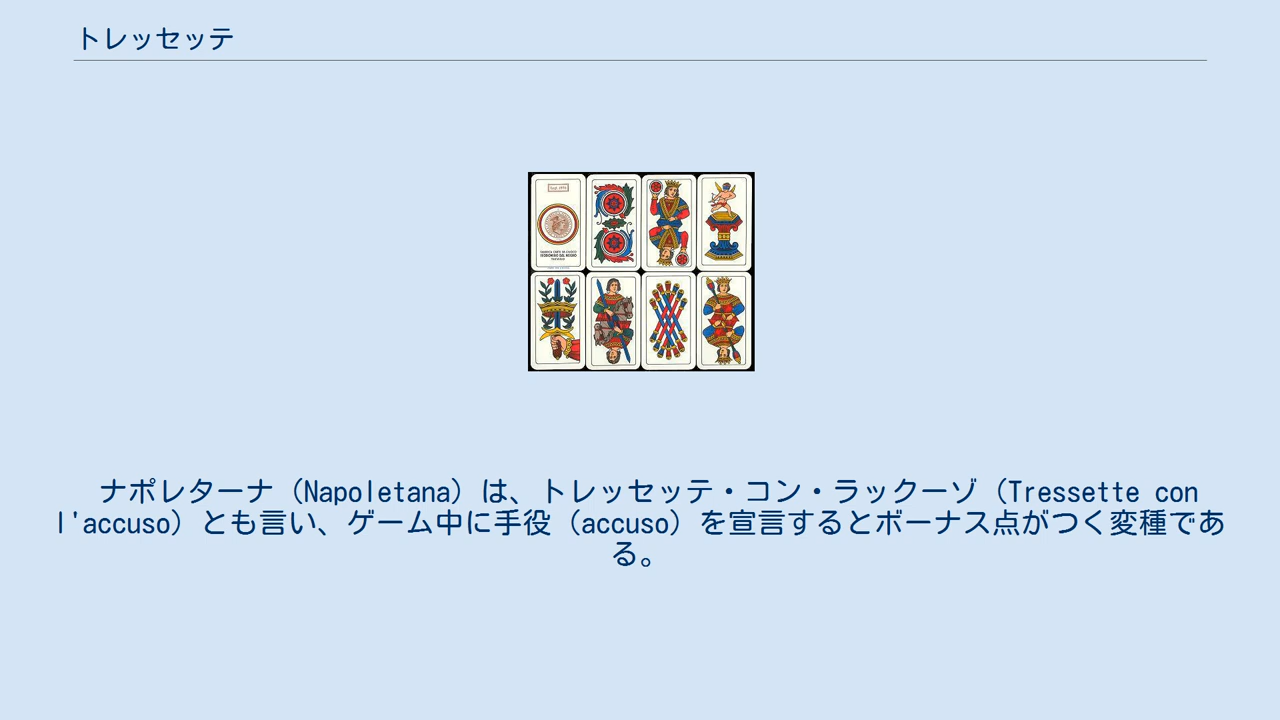 トレッセッテ
ナポレターナ（Napoletana）は、トレッセッテ・コン・ラックーゾ（Tressette con
l'accuso）とも言い、ゲーム中に手役（accuso）を宣言するとボーナス点がつく変種であ
る。